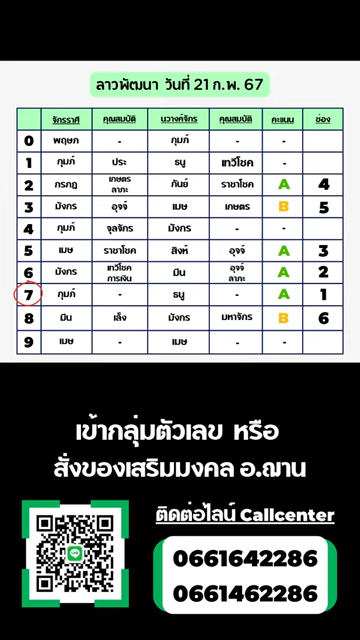 ลาวพัฒนา วันที่ 21 ก.พ. 67
จักรราศี คุณสมบัติ นวางค์จักร คุณสมบัติ คะแนน ช่อง
0 พฤษภ - กุมภ์ -
1 กุมภ์ ประ ธนู เทวีโชค -
2 กรกฎ เกษตร ลาภะ กันย์ ราชาโชค A 4
3 มังกร อุจจ์ เมษ เกษตร B 5
4 กุมภ์ จุลจักร มังกร - -
5 เมษ ราชาโชค สิงห์ อุจจ์ A 3
6 มังกร เทวีโชค การเงิน มีน อุจจ์ ลาภะ A 2
7 กุมภ์ - ธนู - A 1
8 มีน เล็ง มังกร มหาจักร B 6
9 เมษ - เมษ - -
เข้ากลุ่มตัวเลข หรือ
สั่งของเสริมมงคล อ.ฌาน
ติดต่อไลน์ Callcenter
0661642286
0661462286